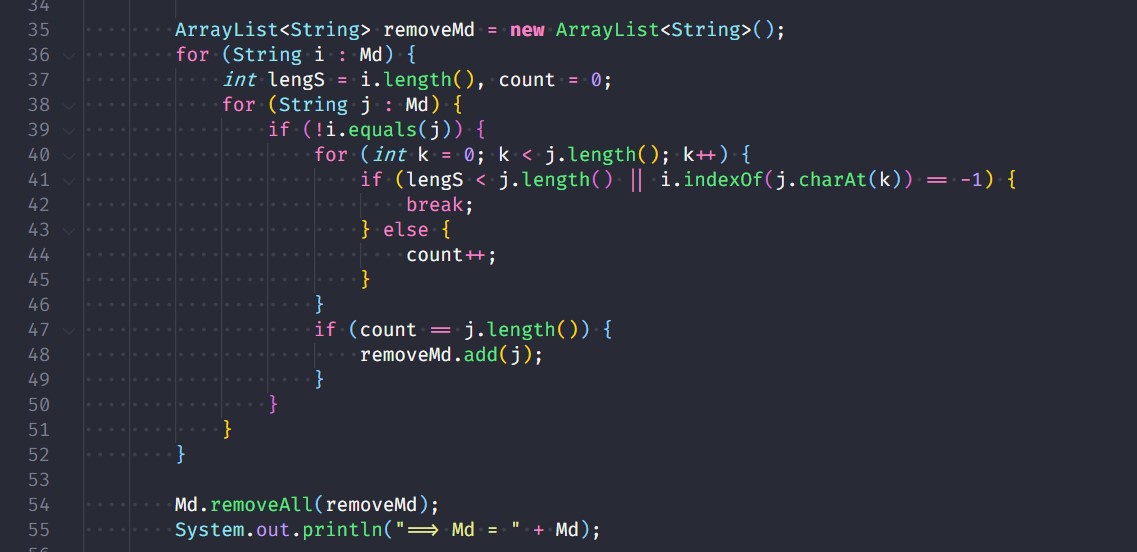 34
35 ArrayList<String> removeMd = new ArrayList<String>();
36 for (String i : Md) {
37 int lengS = i.length(), count = 0;
38 for (String j : Md) {
39 if (!i.equals(j)) {
40 for (int k = 0; k < j.length(); k++) {
41 if (lengS < j.length() || i.indexOf(j.charAt(k)) == -1) {
42 break;
43 } else {
44 count++;
45 }
46 }
47 if (count == j.length()) {
48 removeMd.add(j);
49 }
50 }
51 }
52 }
53
54 Md.removeAll(removeMd);
55 System.out.println("==> Md = " + Md);
56